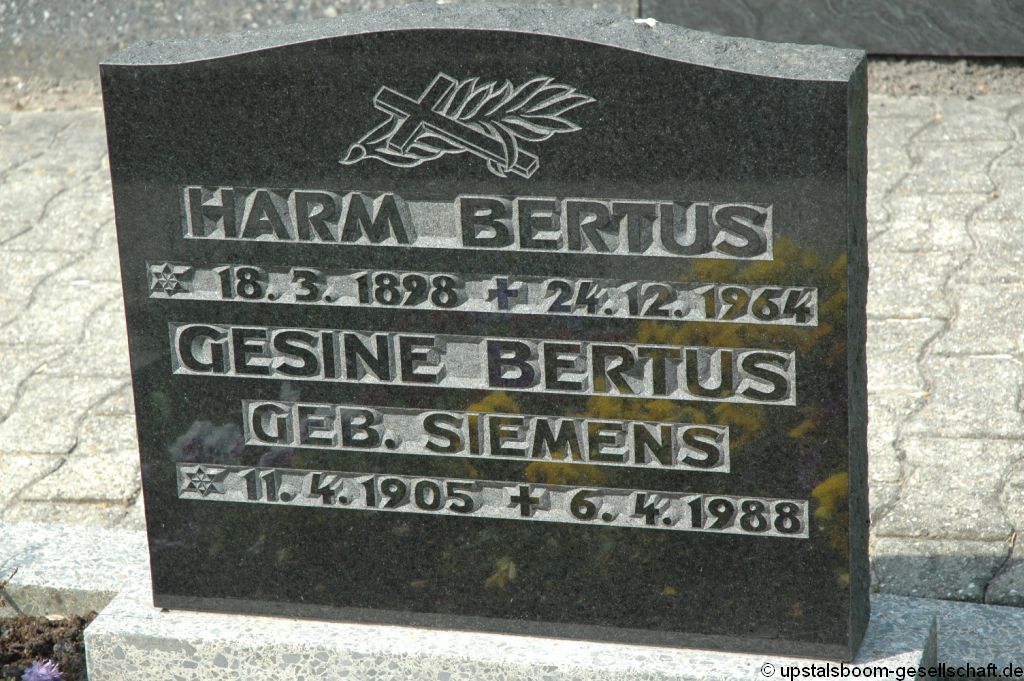 HARM BERTUS
* 18. 3. 1898 ✝ 24. 12. 1964
GESINE BERTUS
GEB. SIEMENS
* 11. 4. 1905 ✝ 6. 4. 1988
© upstalsboom-gesellschaft.de